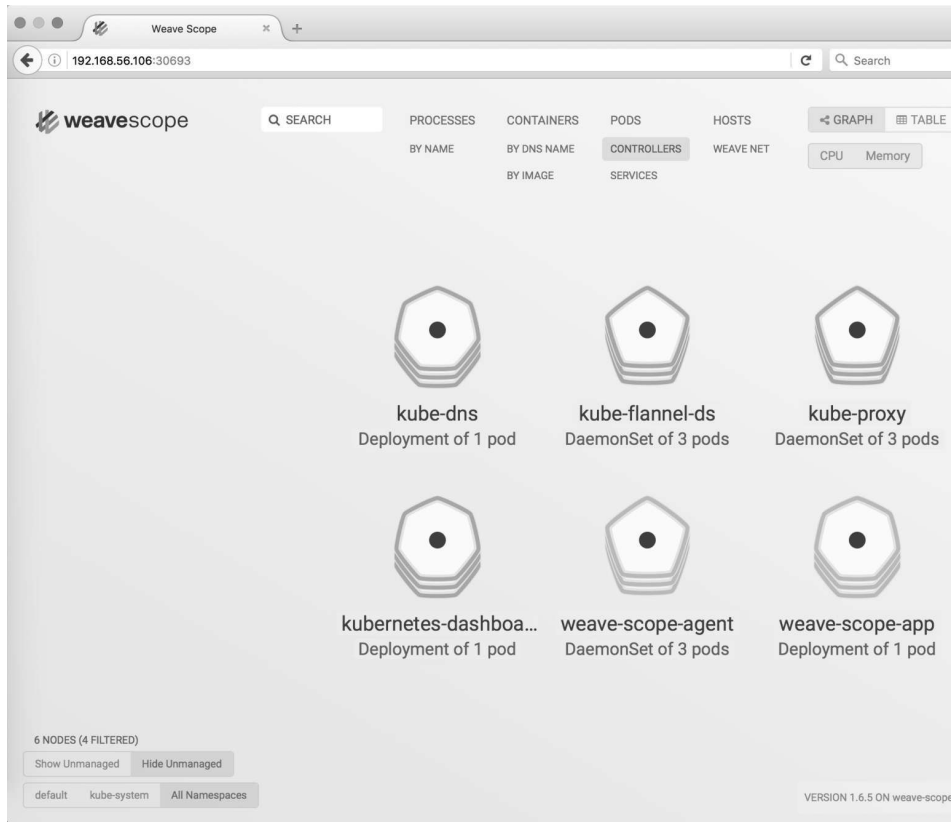 Weave Scope
192.168.56.106:30693
Search
weavescope
SEARCH
PROCESSES
BY NAME
CONTAINERS
BY DNS NAME
BY IMAGE
PODS
CONTROLLERS
SERVICES
HOSTS
WEAVE NET
GRAPH
TABLE
CPU
Memory
kube-dns
Deployment of 1 pod
kube-flannel-ds
DaemonSet of 3 pods
kube-proxy
DaemonSet of 3 pods
kubernetes-dashboa...
Deployment of 1 pod
weave-scope-agent
DaemonSet of 3 pods
weave-scope-app
Deployment of 1 pod
6 NODES (4 FILTERED)
Show Unmanaged
Hide Unmanaged
default
kube-system
All Namespaces
VERSION 1.6.5 ON weave-scope